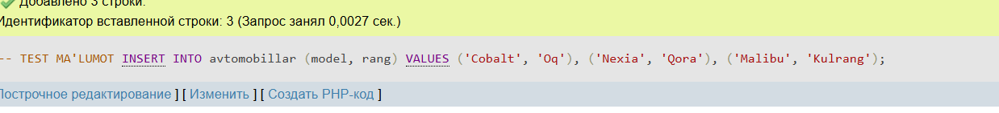 Добавлено 3 строки.
Идентификатор вставленной строки: 3 (Запрос занял 0,0027 сек.)
-- TEST MA'LUMOT INSERT INTO avtomobillar (model, rang) VALUES ('Cobalt', 'Oq'), ('Nexia', 'Qora'), ('Malibu', 'Kulrang');
Построчное редактирование ] [ Изменить ] [ Создать PHP-код ]